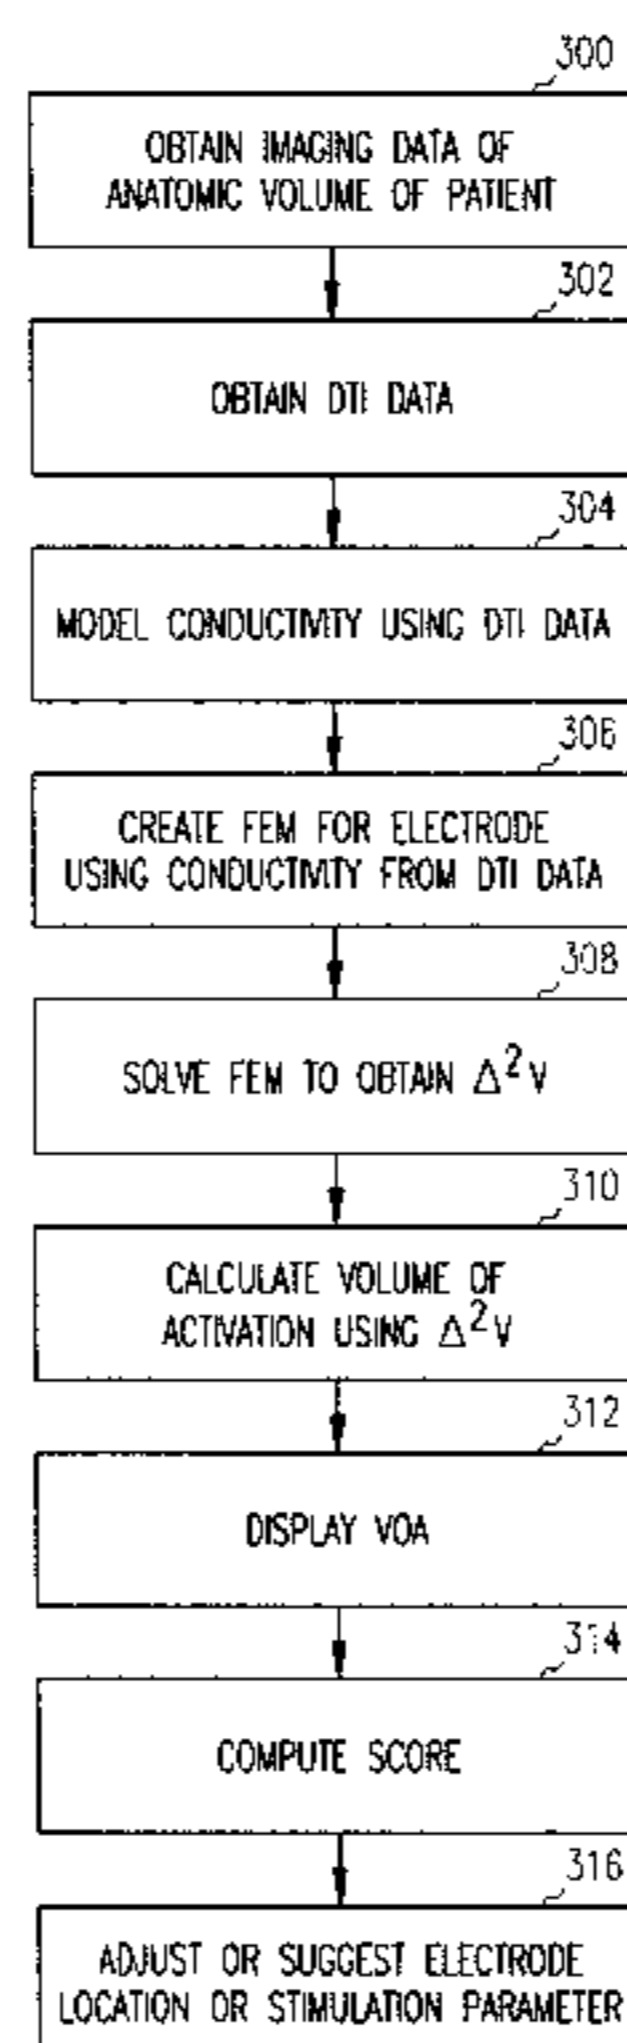 300
OBTAIN IMAGING DATA OF
ANATOMIC VOLUME OF PATIENT
302
OBTAIN DTI DATA
304
MODEL CONDUCTIVITY USING DTI DATA
306
CREATE FEM FOR ELECTRODE
USING CONDUCTIVITY FROM DTI DATA
308
SOLVE FEM TO OBTAIN Δ²V
310
CALCULATE VOLUME OF
ACTIVATION USING Δ²V
312
DISPLAY VOA
314
COMPUTE SCORE
316
ADJUST OR SUGGEST ELECTRODE
LOCATION OR STIMULATION PARAMETER